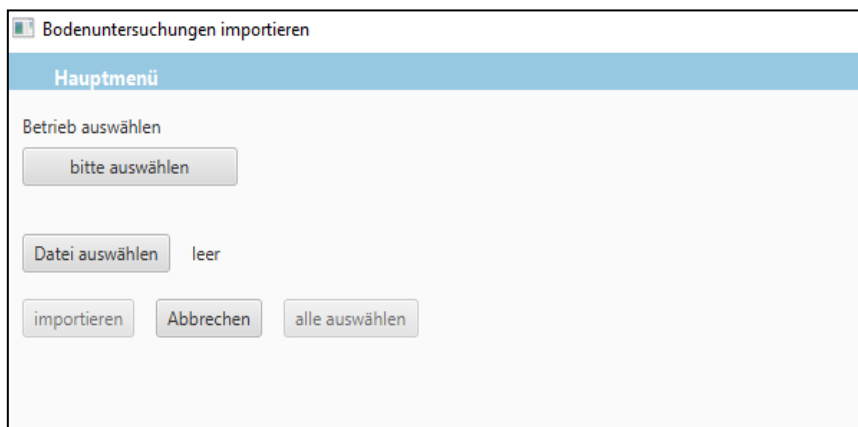 Bodenuntersuchungen importieren
Hauptmenü
Betrieb auswählen
bitte auswählen
Datei auswählen leer
importieren Abbrechen alle auswählen